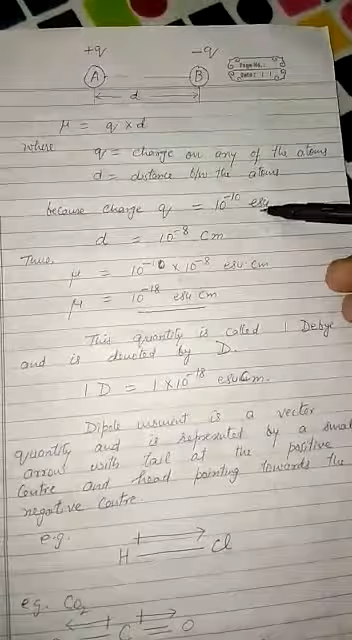 +q -q
A B
Page No.:
Date: / /
d
μ = q × d
where
q = charge on any of the atoms
d = distance b/w the atoms
because charge q = 10⁻¹⁰ esu
d = 10⁻⁸ cm
Thus,
μ = 10⁻¹⁰ × 10⁻⁸ esu cm
μ = 10⁻¹⁸ esu cm
This quantity is called 1 Debye
and is denoted by D.
1 D = 1 × 10⁻¹⁸ esu cm.
Dipole moment is a vector
quantity and is represented by a small
arrow with tail at the positive
centre and head pointing towards the
negative centre.
e.g.
H Cl
eg. CO₂
C = O